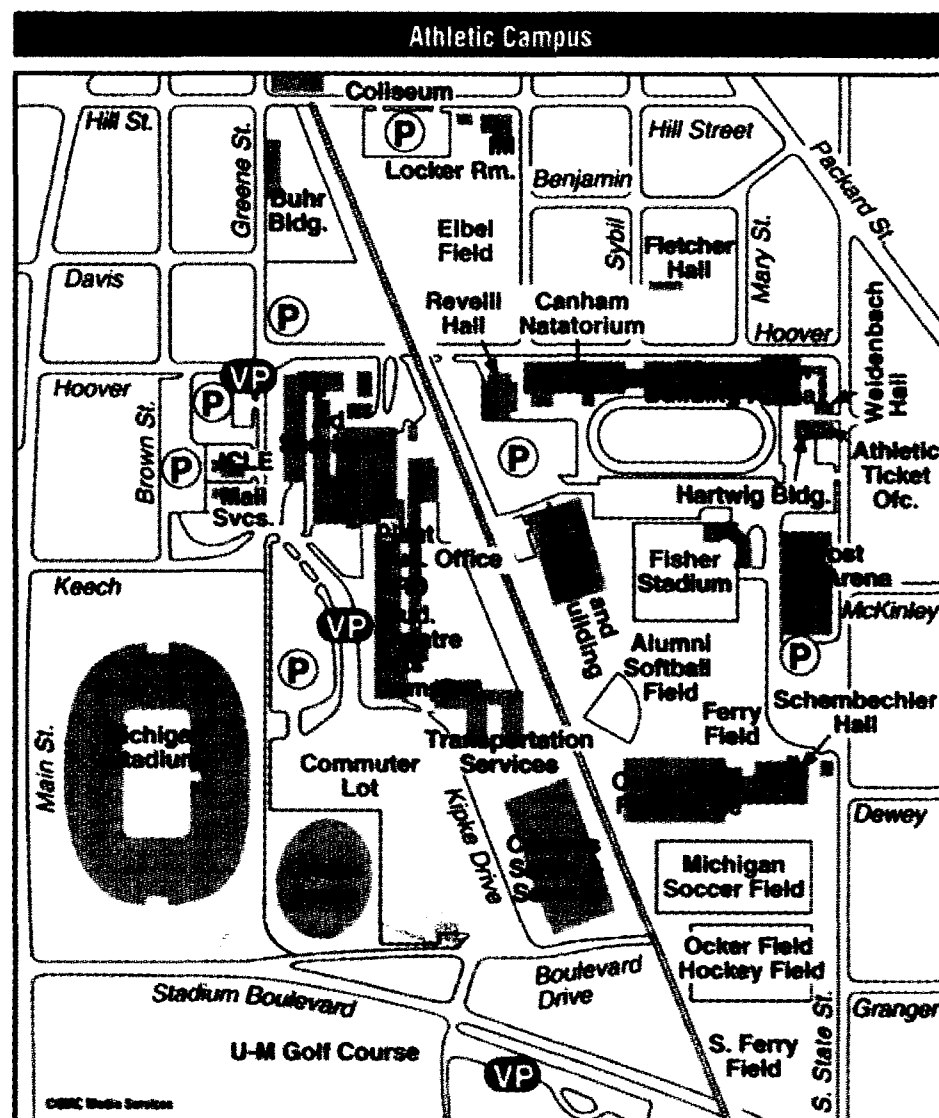 Athletic Campus
Coliseum
Hill St.
P
Hill Street
Packard St.
Greene St.
Locker Rm.
Benjamin
Buhr
Bldg.
Elbel
Field
Sybil
Fletcher
Hall
Mary St.
Davis
P
Revelli
Hall
Canham
Natatorium
Hoover
Weidenbach
Hall
Hoover
VP
P
Brown St.
P
P
Mail
Svcs.
Hartwig Bldg.
Athletic
Ticket
Ofc.
Office
Fisher
Stadium
Keech
McKinley
VP
P
Alumni
Softball
Field
P
Schembechler
Hall
Ferry
Field
Main St.
Commuter
Lot
Transportation
Services
Kipke Drive
Dewey
Michigan
Soccer Field
Ocker Field
Hockey Field
Boulevard
Drive
Stadium Boulevard
Granger
U-M Golf Course
VP
S. Ferry
Field
S. State St.